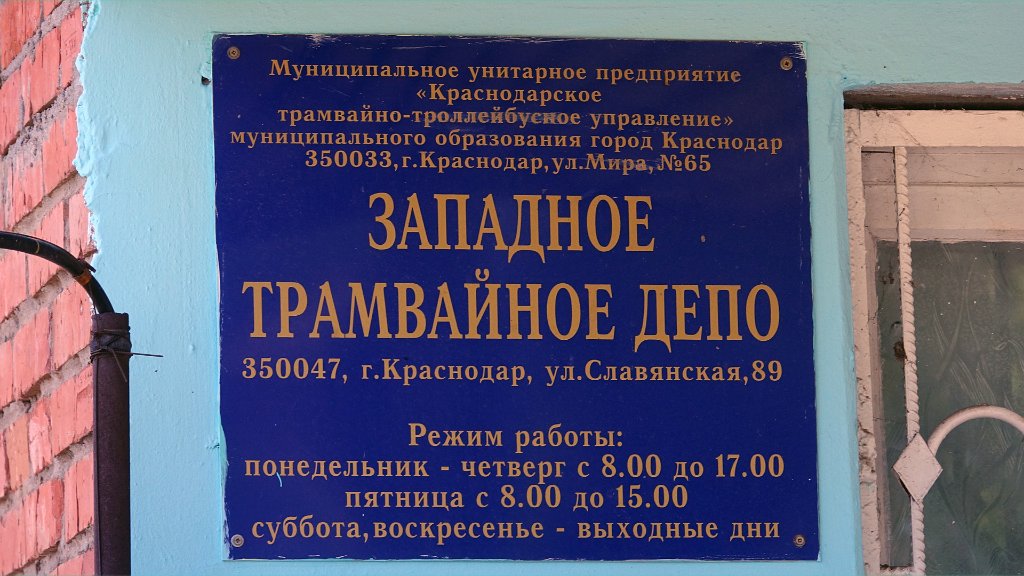 Муниципальное унитарное предприятие
«Краснодарское
трамвайно-троллейбусное управление»
муниципального образования город Краснодар
350033,г.Краснодар,ул.Мира,№65
ЗАПАДНОЕ
ТРАМВАЙНОЕ ДЕПО
350047, г.Краснодар, ул.Славянская,89
Режим работы:
понедельник - четверг с 8.00 до 17.00
пятница с 8.00 до 15.00
суббота,воскресенье - выходные дни